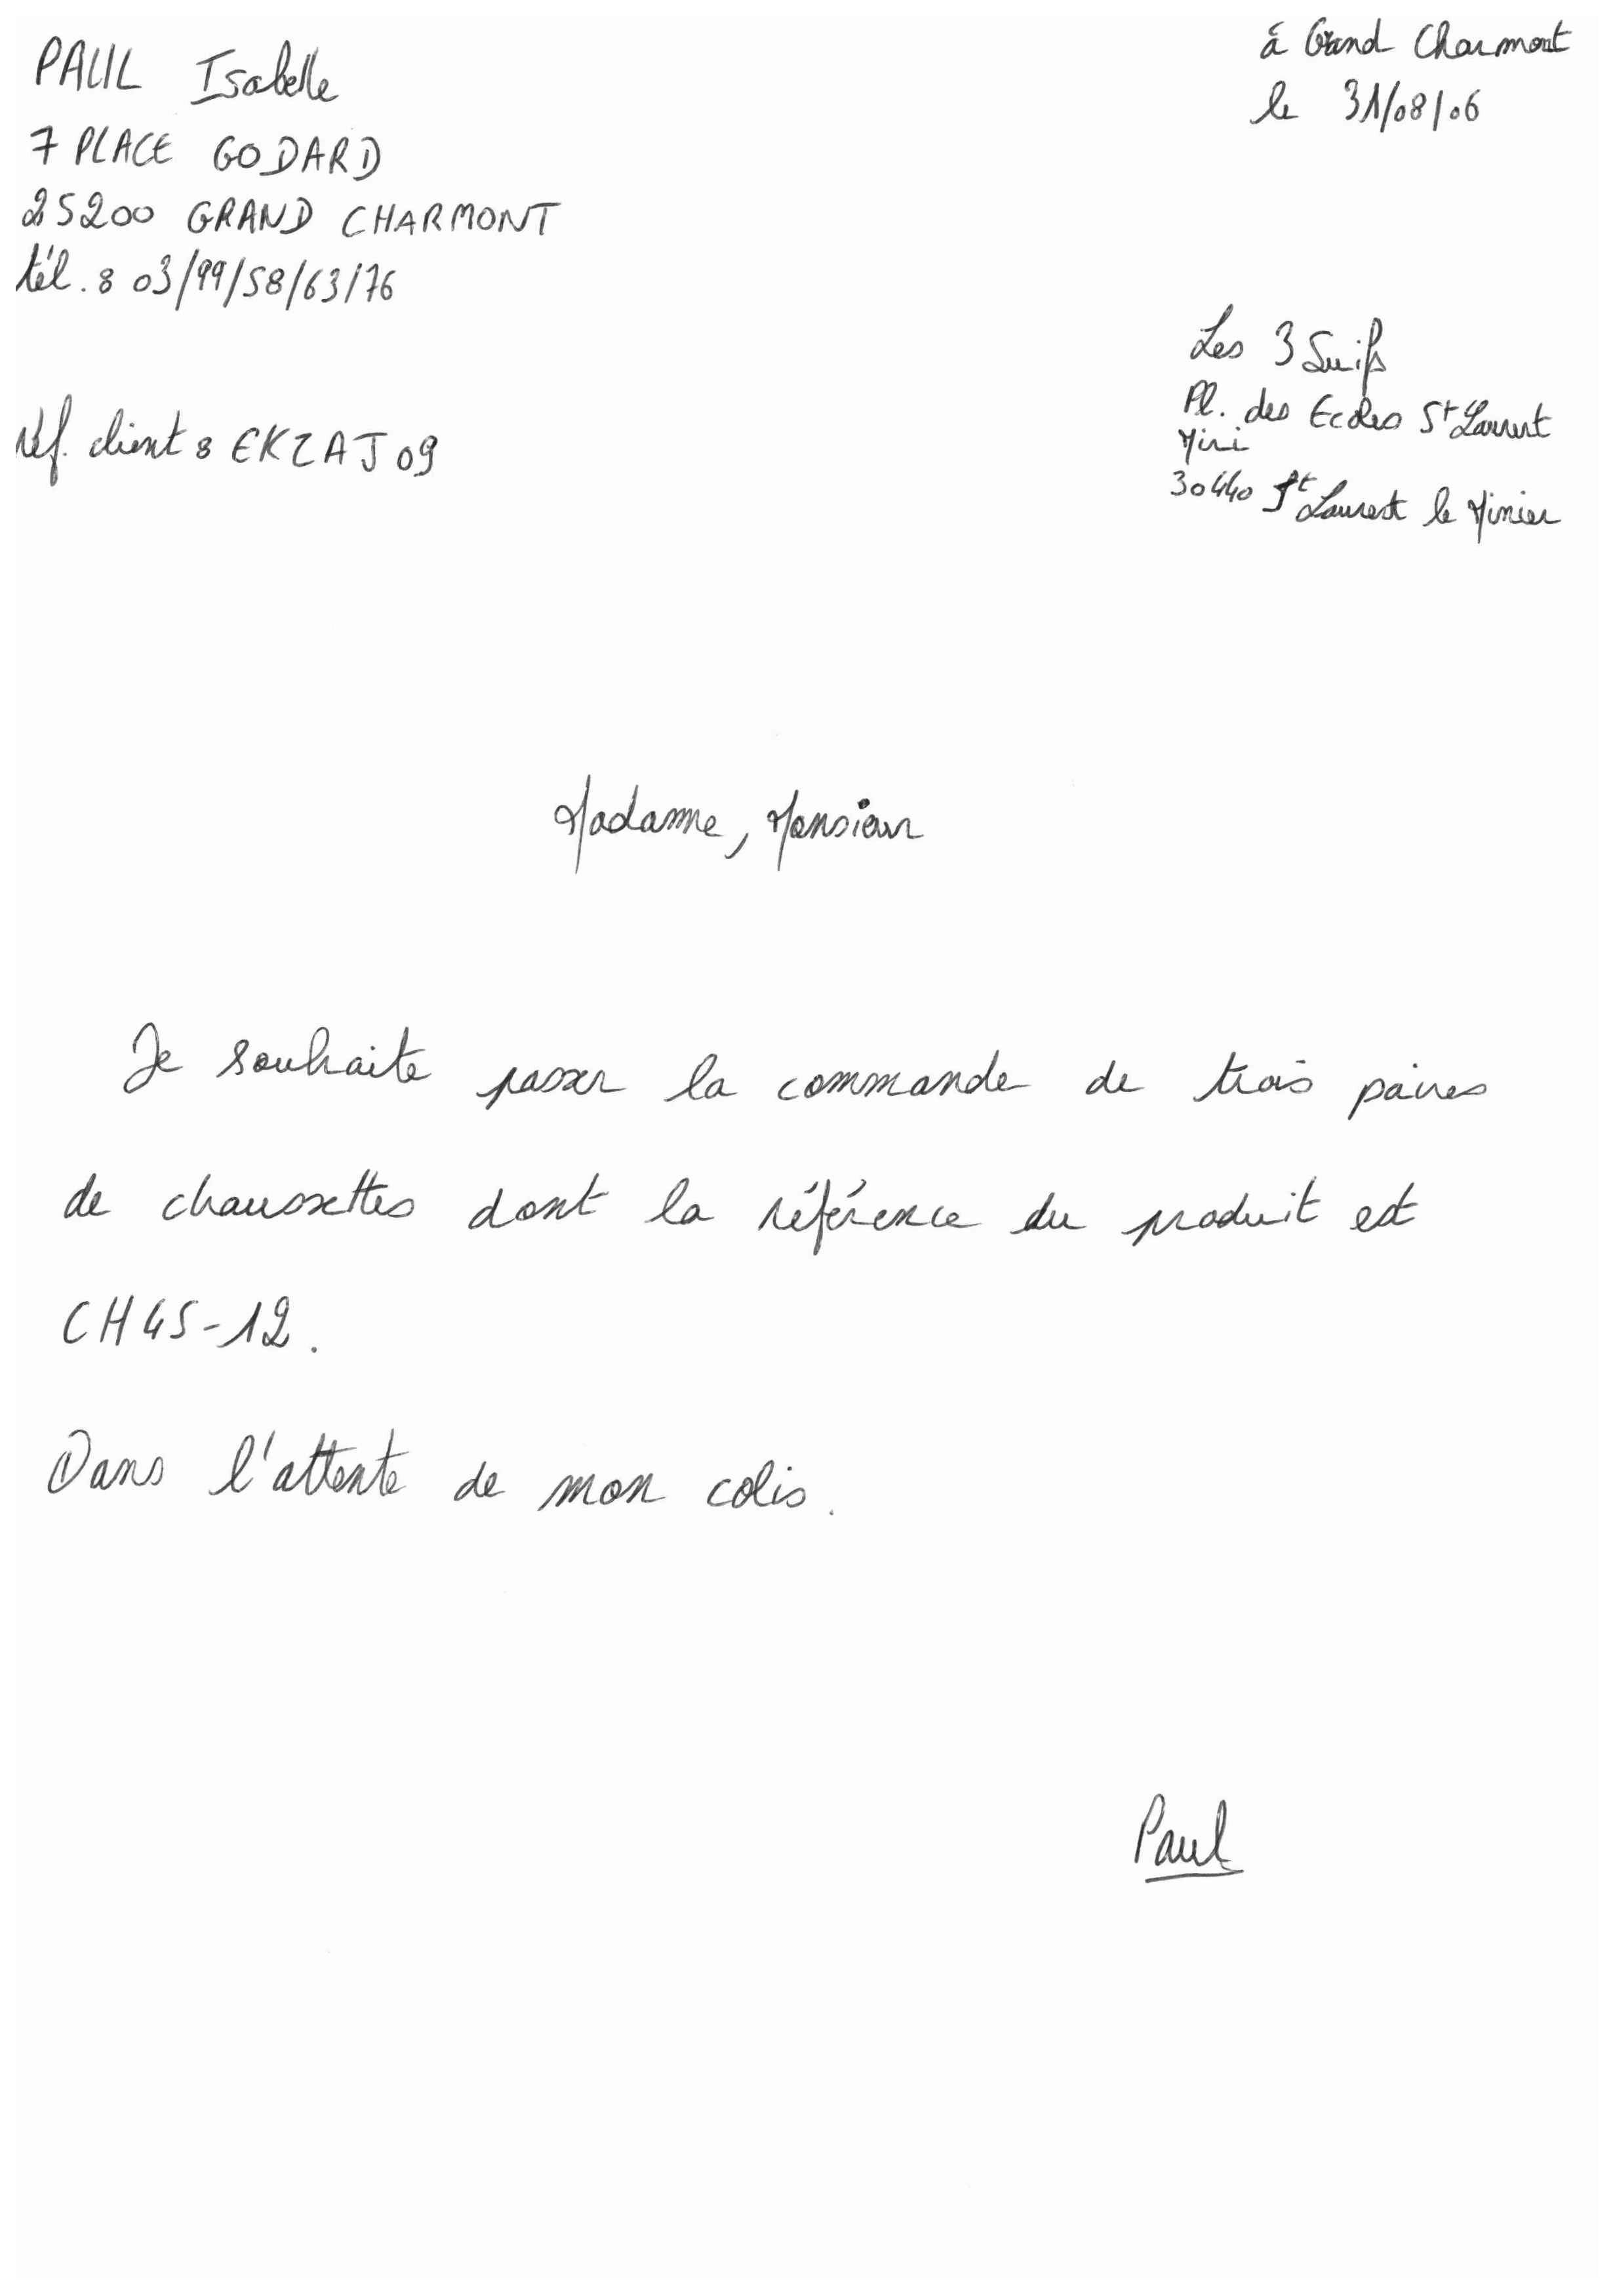 PAUL Isabelle
7 PLACE GODARD
25200 GRAND CHARMONT
tél. : 03/99/58/63/76
à Grand Charmont
le 31/08/06
Les 3 Suifs
Pl. des Ecoles St Laurent
Mini
30440 St Laurent le Minier
réf. client : EKZAJ09
Madame, Monsieur
Je souhaite passer la commande de trois paires
de chaussettes dont la référence du produit est
CH45-12.
Dans l'attente de mon colis.
Paul